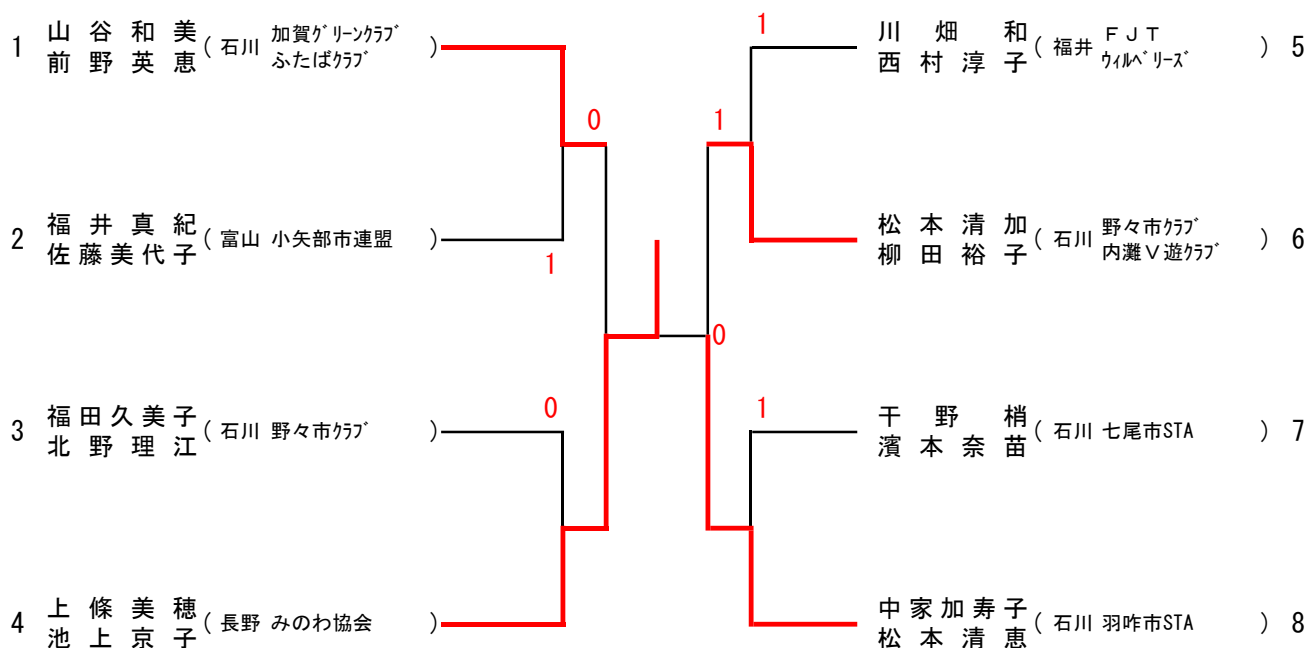 1 山谷和美 ( 石川 加賀ｸﾞﾘｰﾝｸﾗﾌﾞ )
前野英恵 ふたばｸﾗﾌﾞ
0
2 福井真紀 ( 富山 小矢部市連盟 )
佐藤美代子
1
3 福田久美子 ( 石川 野々市ｸﾗﾌﾞ )
北野理江
0
4 上條美穂 ( 長野 みのわ協会 )
池上京子
1
川畑和 ( 福井 ＦＪＴ ) 5
西村淳子 ｳｨﾙﾍﾞﾘｰｽﾞ
1
松本清加 ( 石川 野々市ｸﾗﾌﾞ ) 6
柳田裕子 内灘Ｖ遊ｸﾗﾌﾞ
0
1
干野梢 ( 石川 七尾市STA ) 7
濱本奈苗
中家加寿子 ( 石川 羽咋市STA ) 8
松本清恵